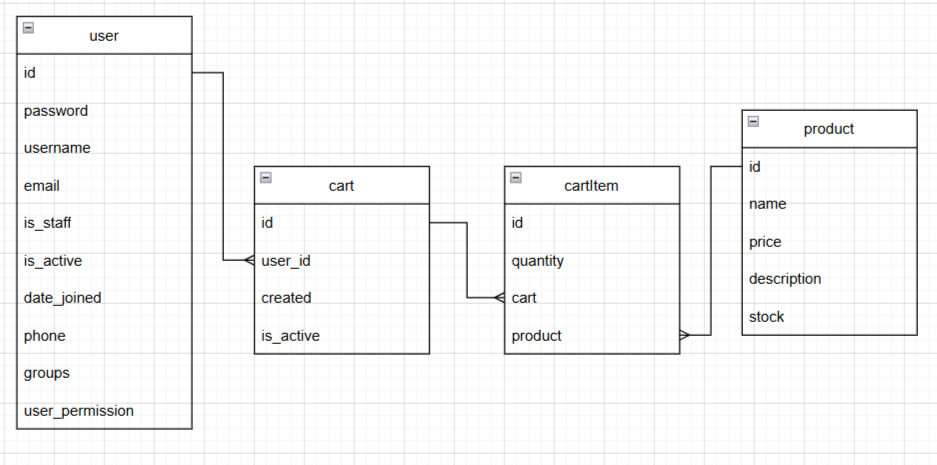 user
id
password
username
email
is_staff
is_active
date_joined
phone
groups
user_permission
cart
id
user_id
created
is_active
cartItem
id
quantity
cart
product
product
id
name
price
description
stock